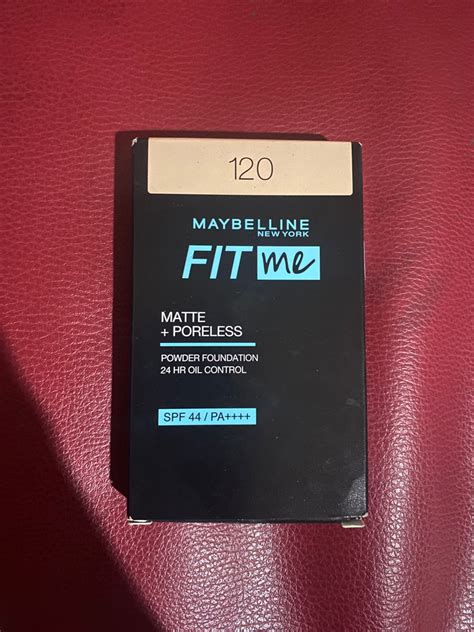 120
MAYBELLINE
NEW YORK
FIT me
MATTE
+ PORELESS
POWDER FOUNDATION
24 HR OIL CONTROL
SPF 44 / PA++++